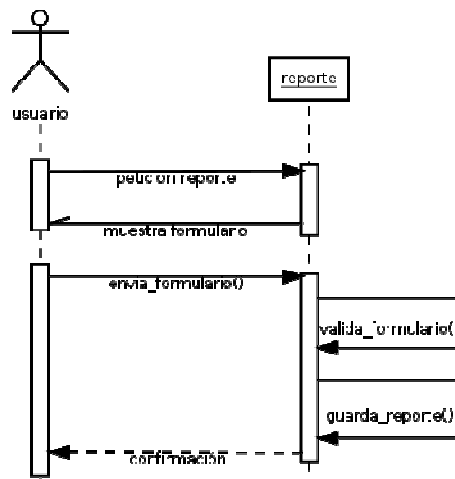 usuario
reporte
peticion reporte
muestra formulario
envia_formulario()
valida_formulario(
guarda_reporte()
confirmacion